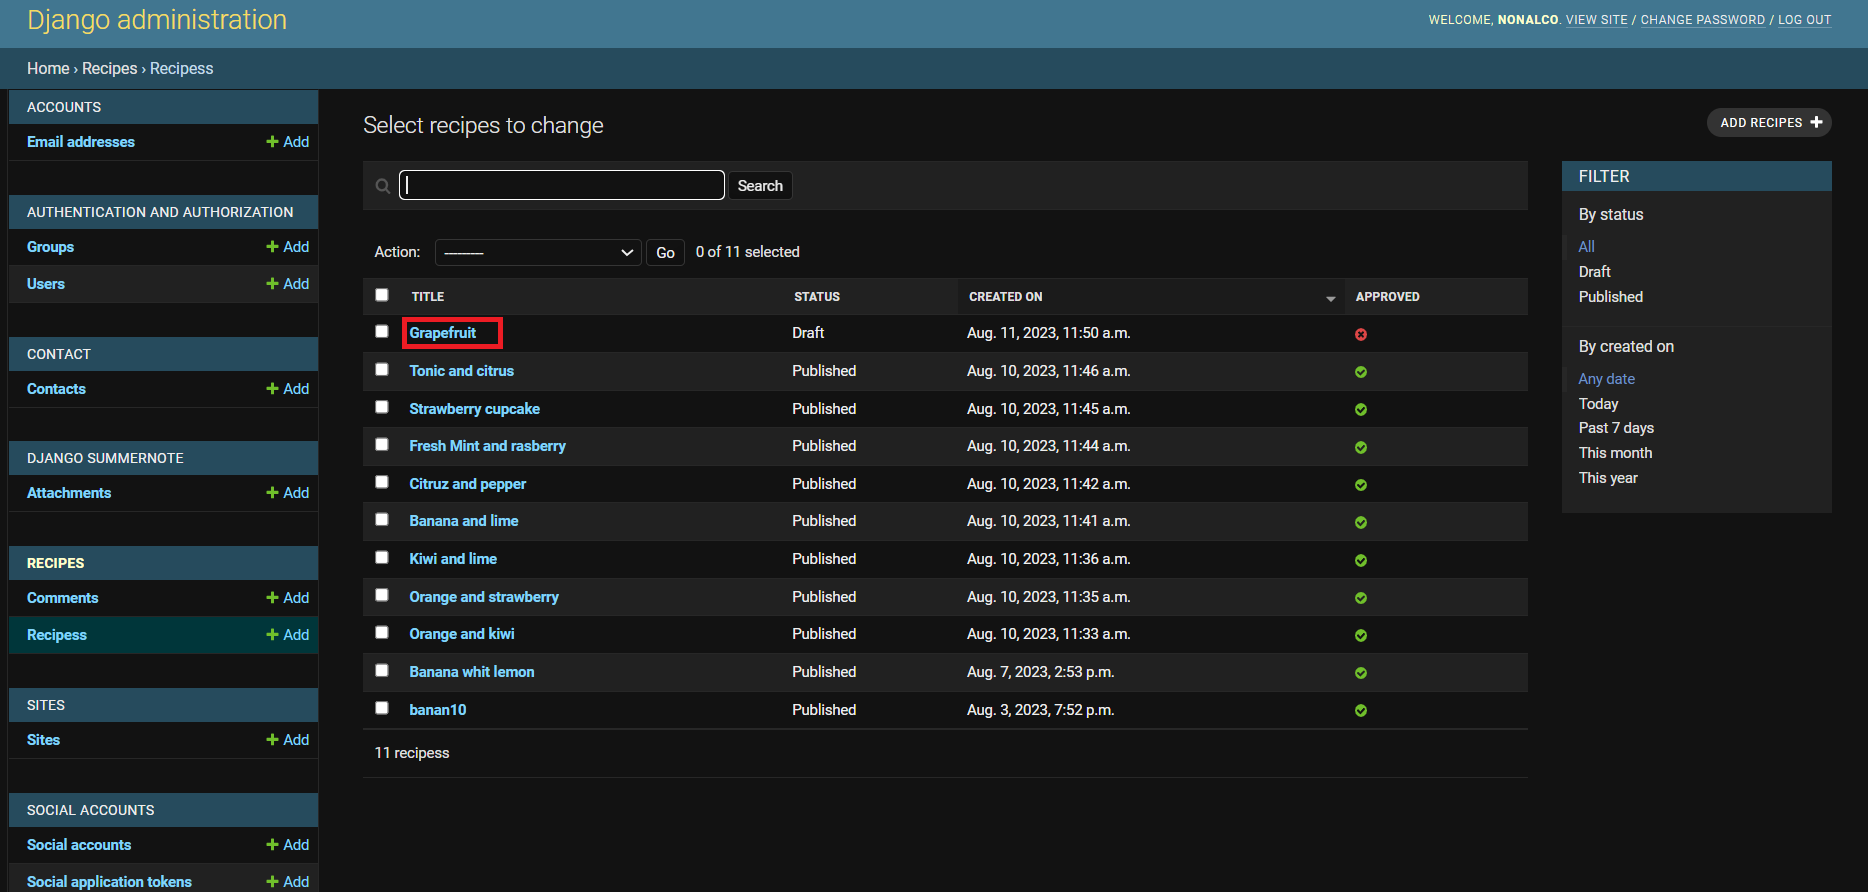 Django administration
WELCOME, NONALCO. VIEW SITE / CHANGE PASSWORD / LOG OUT
Home › Recipes › Recipess
ACCOUNTS
Email addresses Add
AUTHENTICATION AND AUTHORIZATION
Groups Add
Users Add
CONTACT
Contacts Add
DJANGO SUMMERNOTE
Attachments Add
RECIPES
Comments Add
Recipess Add
SITES
Sites Add
SOCIAL ACCOUNTS
Social accounts Add
Social application tokens Add
Select recipes to change
ADD RECIPES
Search
Action: --------- Go 0 of 11 selected
TITLE STATUS CREATED ON APPROVED
Grapefruit Draft Aug. 11, 2023, 11:50 a.m.
Tonic and citrus Published Aug. 10, 2023, 11:46 a.m.
Strawberry cupcake Published Aug. 10, 2023, 11:45 a.m.
Fresh Mint and rasberry Published Aug. 10, 2023, 11:44 a.m.
Citruz and pepper Published Aug. 10, 2023, 11:42 a.m.
Banana and lime Published Aug. 10, 2023, 11:41 a.m.
Kiwi and lime Published Aug. 10, 2023, 11:36 a.m.
Orange and strawberry Published Aug. 10, 2023, 11:35 a.m.
Orange and kiwi Published Aug. 10, 2023, 11:33 a.m.
Banana whit lemon Published Aug. 7, 2023, 2:53 p.m.
banan10 Published Aug. 3, 2023, 7:52 p.m.
11 recipess
FILTER
By status
All
Draft
Published
By created on
Any date
Today
Past 7 days
This month
This year